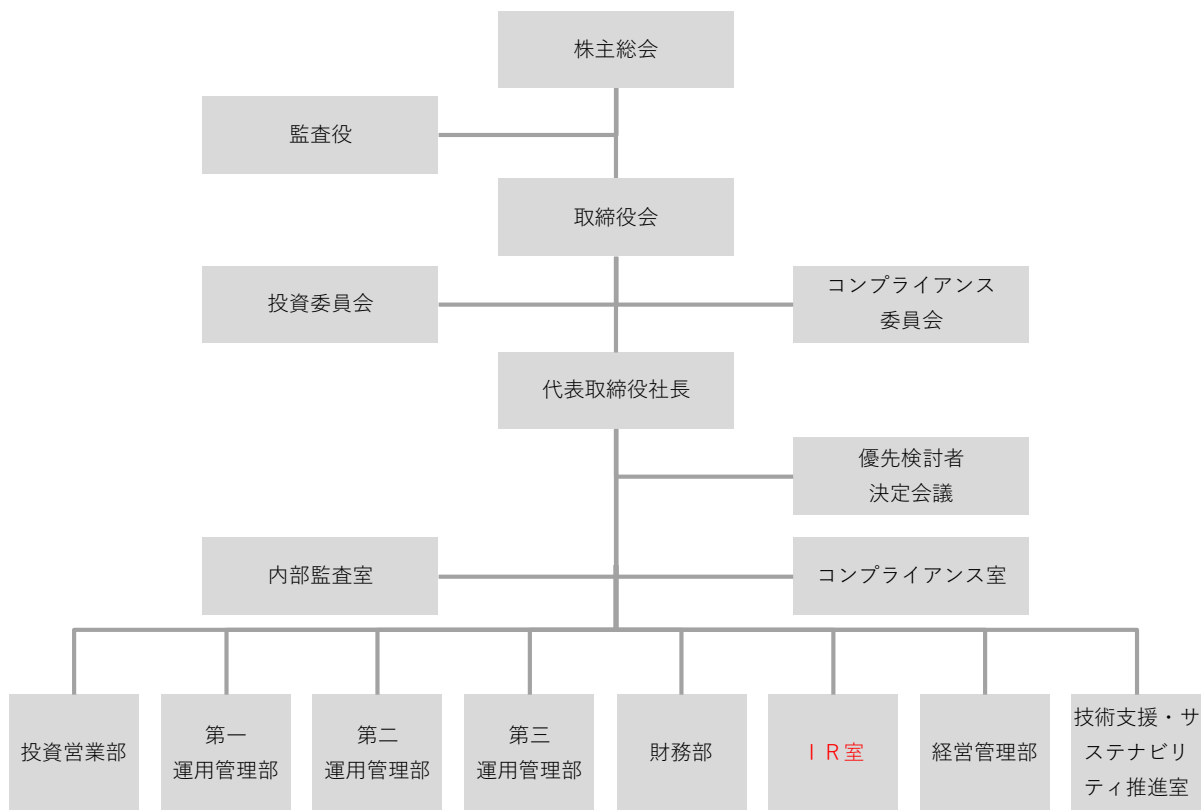 株主総会
監査役
取締役会
投資委員会
コンプライアンス
委員会
代表取締役社長
優先検討者
決定会議
内部監査室
コンプライアンス室
投資営業部
第一
運用管理部
第二
運用管理部
第三
運用管理部
財務部
ＩＲ室
経営管理部
技術支援・サ
ステナビリ
ティ推進室